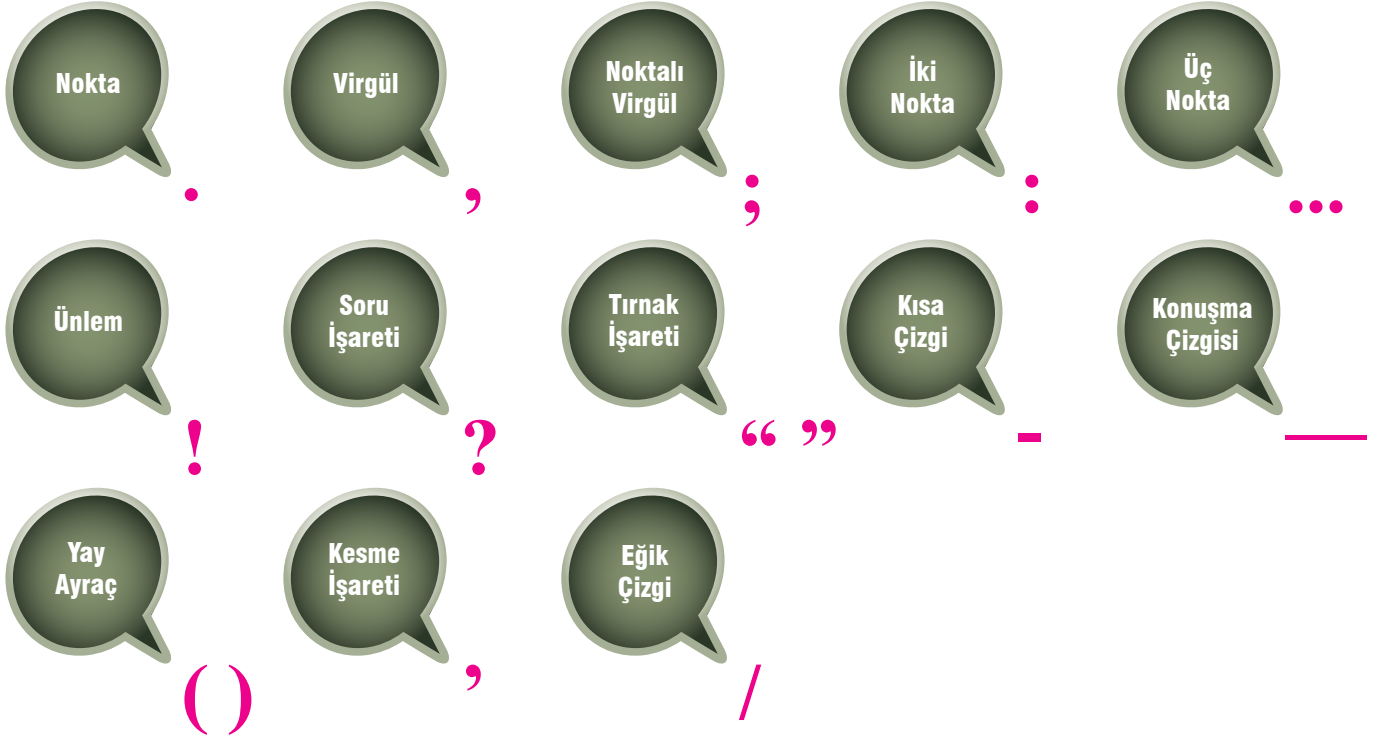 Nokta
.
Virgül
,
Noktalı
Virgül
;
İki
Nokta
:
Üç
Nokta
...
Ünlem
!
Soru
İşareti
?
Tırnak
İşareti
“ ”
Kısa
Çizgi
-
Konuşma
Çizgisi
—
Yay
Ayraç
( )
Kesme
İşareti
’
Eğik
Çizgi
/